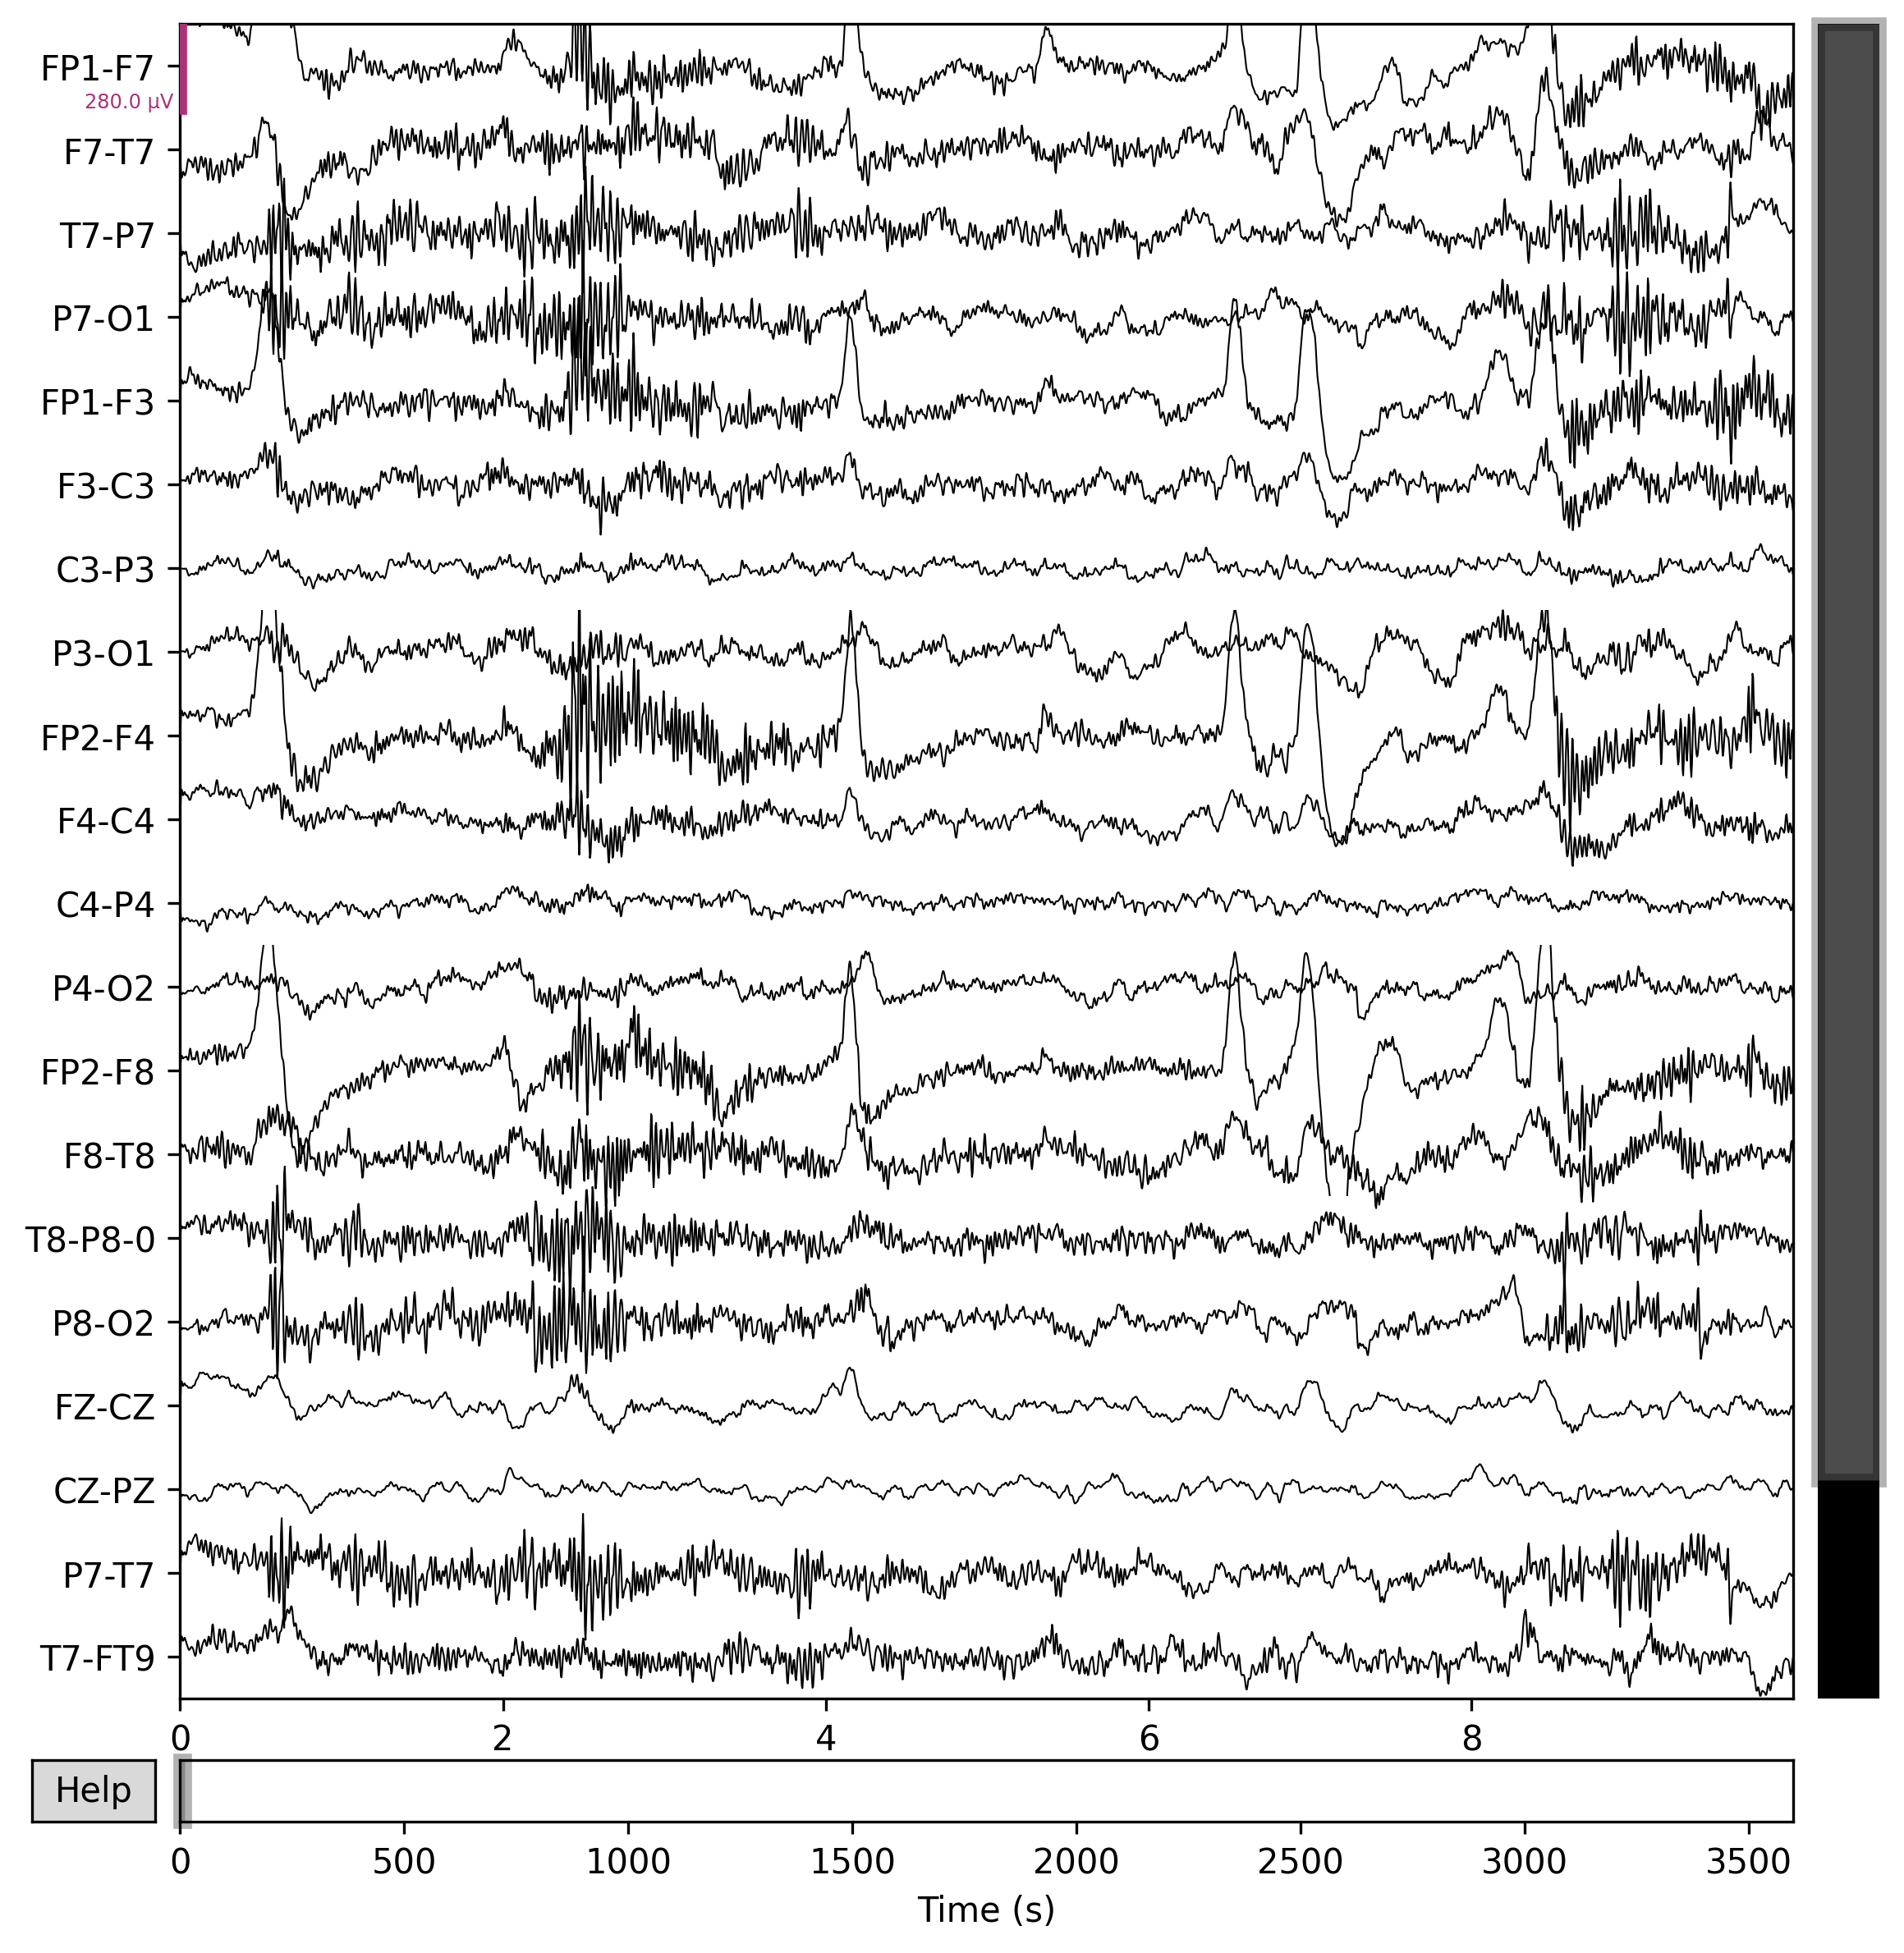 FP1-F7
280.0 µV
F7-T7
T7-P7
P7-O1
FP1-F3
F3-C3
C3-P3
P3-O1
FP2-F4
F4-C4
C4-P4
P4-O2
FP2-F8
F8-T8
T8-P8-0
P8-O2
FZ-CZ
CZ-PZ
P7-T7
T7-FT9
0 2 4 6 8
Help
0 500 1000 1500 2000 2500 3000 3500
Time (s)